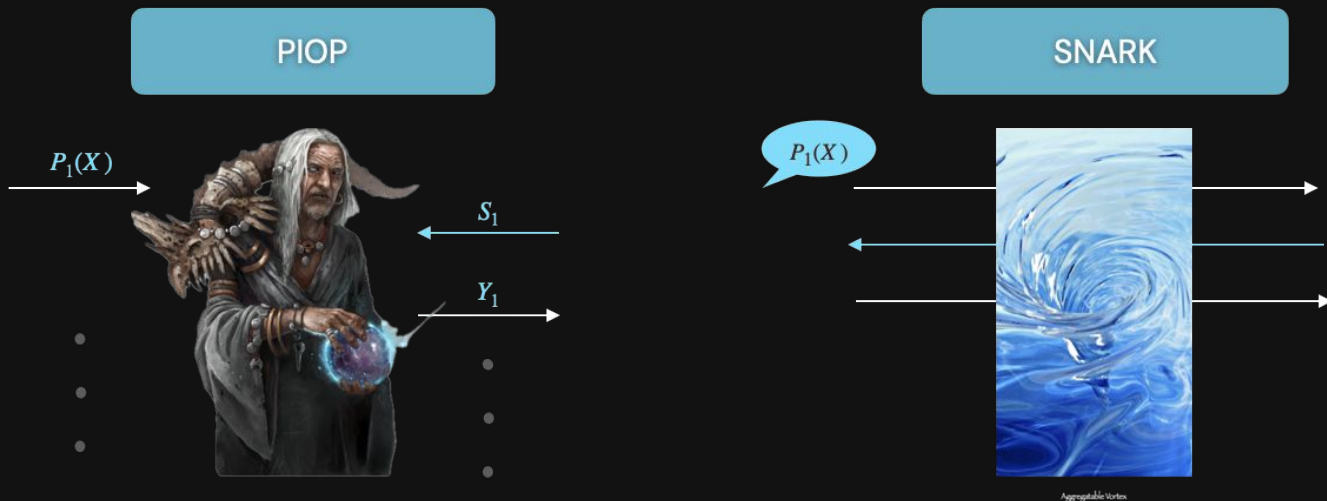 PIOP
SNARK
P₁(X)
P₁(X)
S₁
Y₁
Aggregatable Vortex